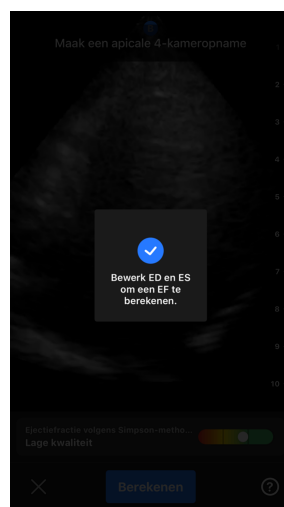 Maak een apicale 4-kameropname
1
2
3
4
5
6
7
8
9
10
Bewerk ED en ES
om een EF te
berekenen.
Ejectiefractie volgens Simpson-metho...
Lage kwaliteit
Berekenen
?